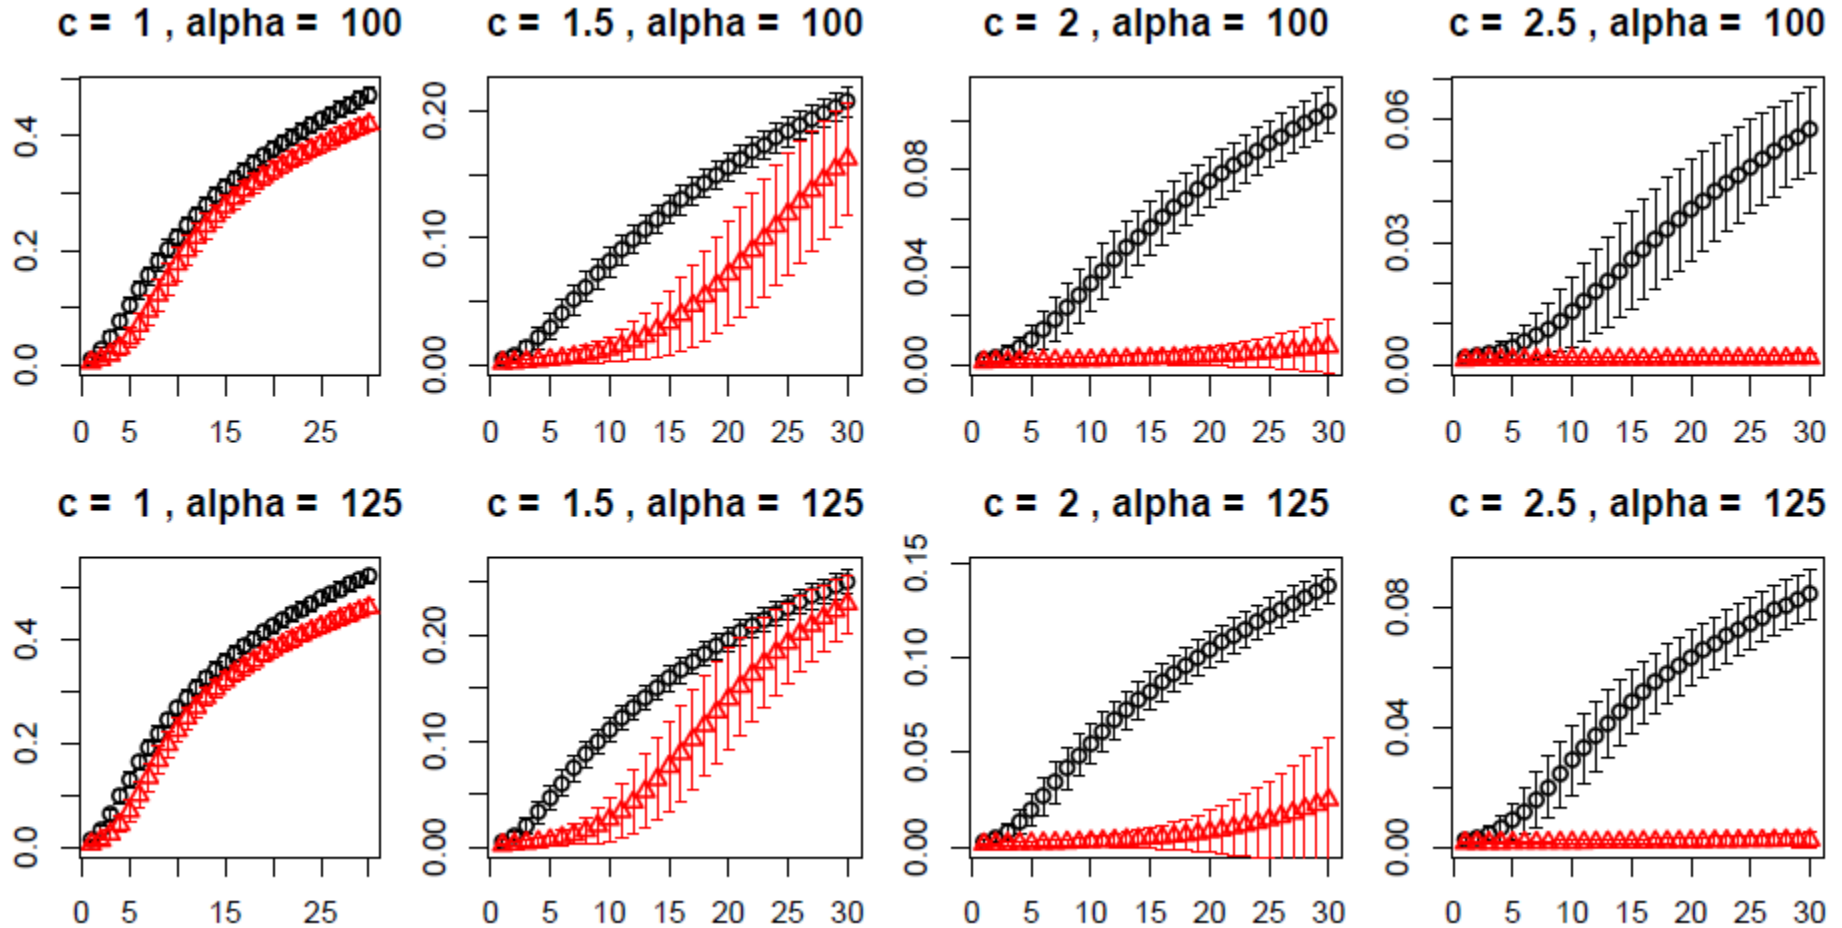 c = 1 , alpha = 100
c = 1.5 , alpha = 100
c = 2 , alpha = 100
c = 2.5 , alpha = 100
0.4
0.2
0.0
0 5 15 25
0.20
0.10
0.00
0 5 10 15 20 25 30
0.08
0.04
0.00
0 5 10 15 20 25 30
0.06
0.03
0.00
0 5 10 15 20 25 30
c = 1 , alpha = 125
c = 1.5 , alpha = 125
c = 2 , alpha = 125
c = 2.5 , alpha = 125
0.4
0.2
0.0
0 5 15 25
0.20
0.10
0.00
0 5 10 15 20 25 30
0.15
0.10
0.05
0.00
0 5 10 15 20 25 30
0.08
0.04
0.00
0 5 10 15 20 25 30